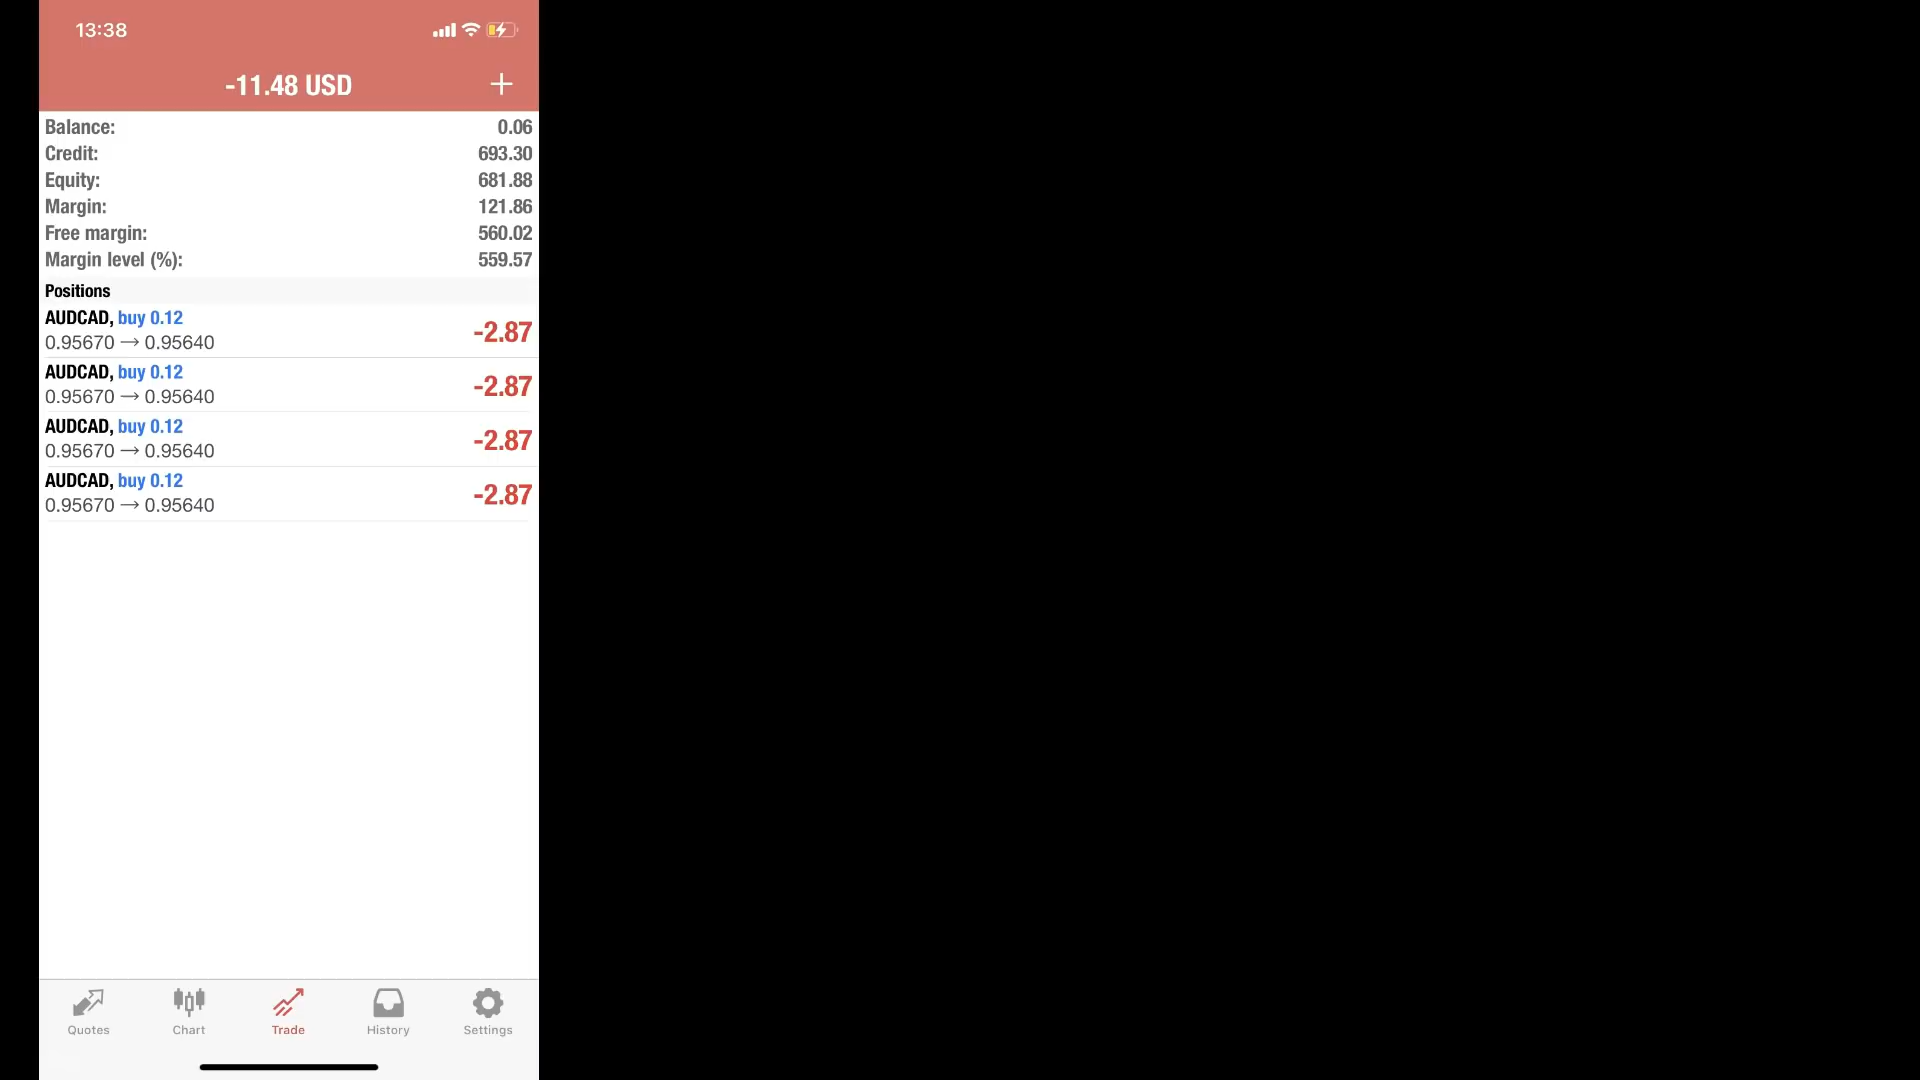 13:38
-11.48 USD
Balance: 0.06
Credit: 693.30
Equity: 681.88
Margin: 121.86
Free margin: 560.02
Margin level (%): 559.57
Positions
AUDCAD, buy 0.12
0.95670 → 0.95640
-2.87
AUDCAD, buy 0.12
0.95670 → 0.95640
-2.87
AUDCAD, buy 0.12
0.95670 → 0.95640
-2.87
AUDCAD, buy 0.12
0.95670 → 0.95640
-2.87
Quotes Chart Trade History Settings